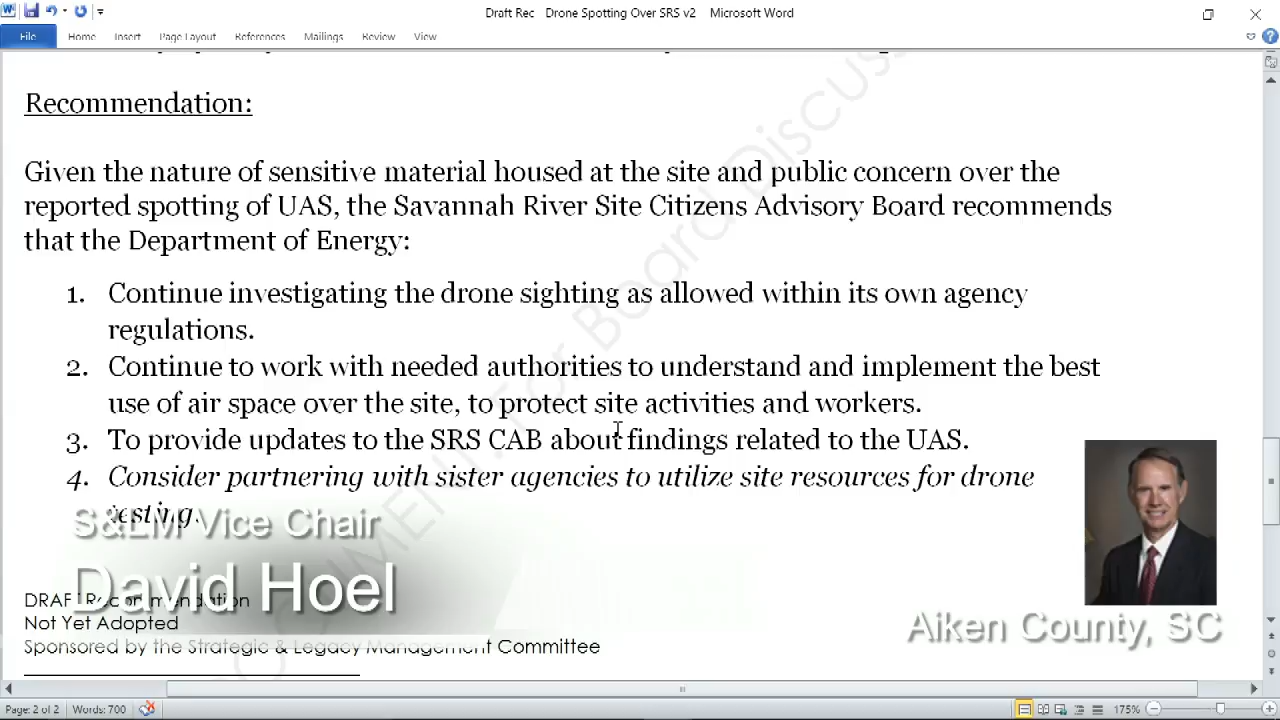 Draft Rec Drone Spotting Over SRS v2 Microsoft Word
File Home Insert Page Layout References Mailings Review View
Recommendation:
Given the nature of sensitive material housed at the site and public concern over the
reported spotting of UAS, the Savannah River Site Citizens Advisory Board recommends
that the Department of Energy:
1. Continue investigating the drone sighting as allowed within its own agency
regulations.
2. Continue to work with needed authorities to understand and implement the best
use of air space over the site, to protect site activities and workers.
3. To provide updates to the SRS CAB about findings related to the UAS.
4. Consider partnering with sister agencies to utilize site resources for drone
testing.
S&LM Vice Chair
David Hoel
Aiken County, SC
DRAFT Recommendation
Not Yet Adopted
Sponsored by the Strategic & Legacy Management Committee
For Board Discuss
Page: 2 of 2 Words: 700 175%